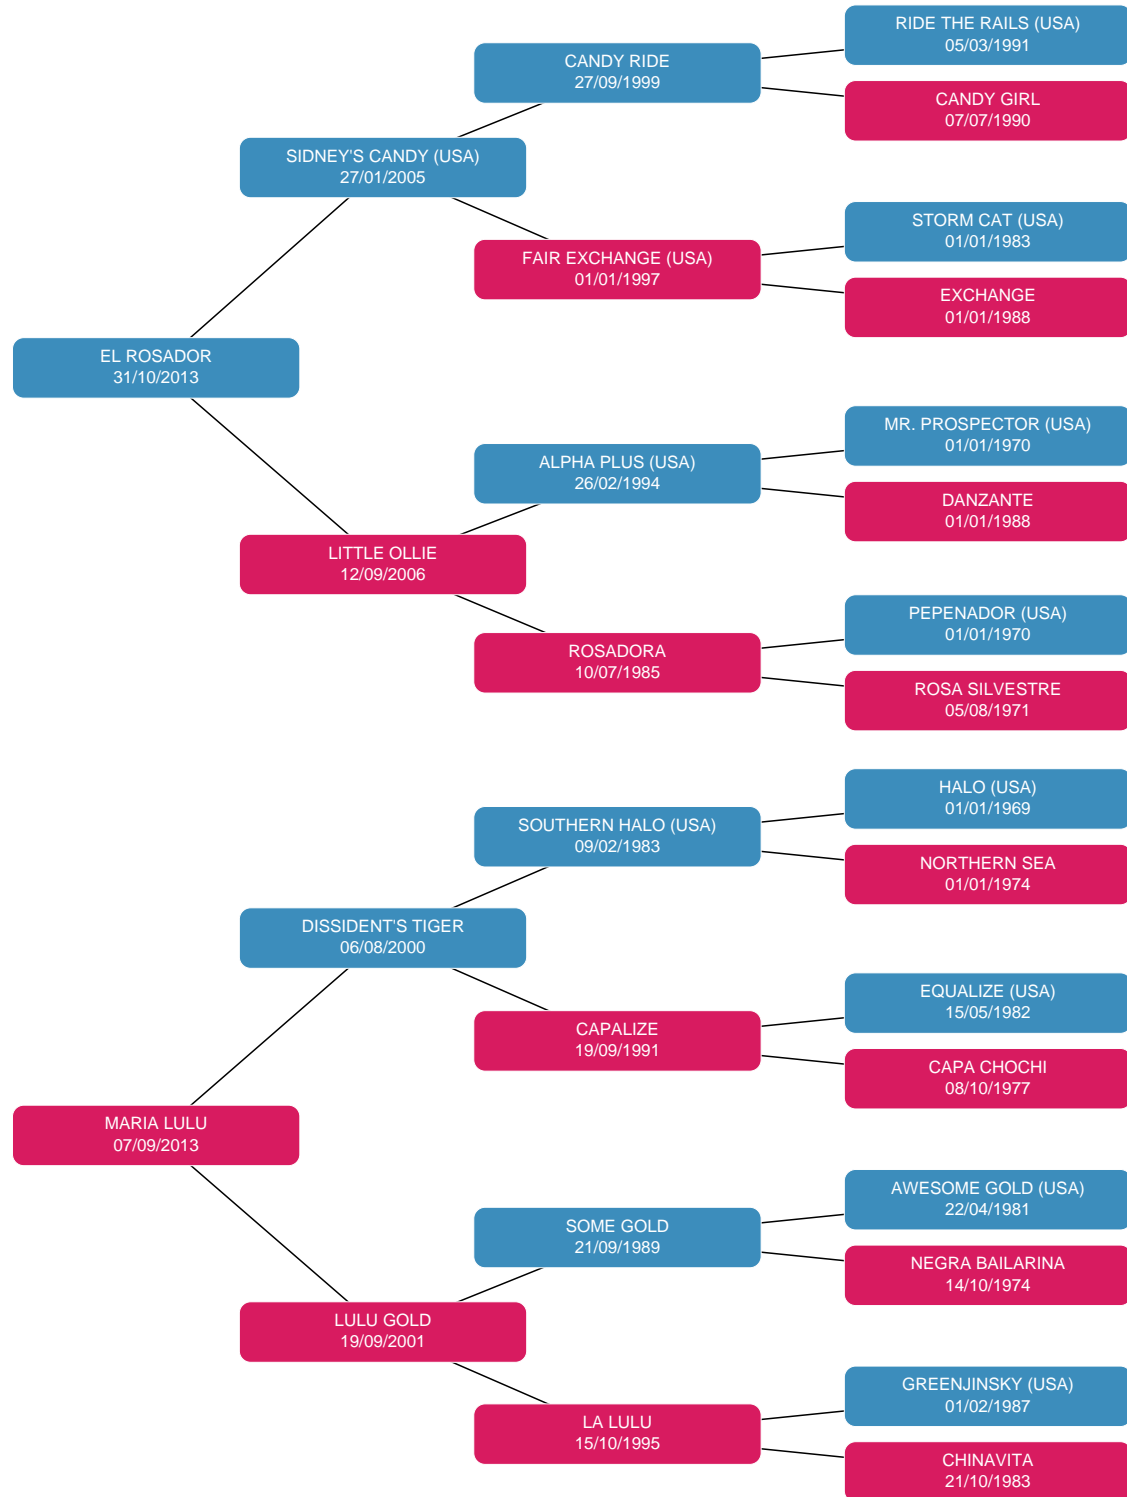 RIDE THE RAILS (USA)
05/03/1991
CANDY RIDE
27/09/1999
CANDY GIRL
07/07/1990
SIDNEY'S CANDY (USA)
27/01/2005
STORM CAT (USA)
01/01/1983
FAIR EXCHANGE (USA)
01/01/1997
EXCHANGE
01/01/1988
EL ROSADOR
31/10/2013
MR. PROSPECTOR (USA)
01/01/1970
ALPHA PLUS (USA)
26/02/1994
DANZANTE
01/01/1988
LITTLE OLLIE
12/09/2006
PEPENADOR (USA)
01/01/1970
ROSADORA
10/07/1985
ROSA SILVESTRE
05/08/1971
HALO (USA)
01/01/1969
SOUTHERN HALO (USA)
09/02/1983
NORTHERN SEA
01/01/1974
DISSIDENT'S TIGER
06/08/2000
EQUALIZE (USA)
15/05/1982
CAPALIZE
19/09/1991
CAPA CHOCHI
08/10/1977
MARIA LULU
07/09/2013
AWESOME GOLD (USA)
22/04/1981
SOME GOLD
21/09/1989
NEGRA BAILARINA
14/10/1974
LULU GOLD
19/09/2001
GREENJINSKY (USA)
01/02/1987
LA LULU
15/10/1995
CHINAVITA
21/10/1983